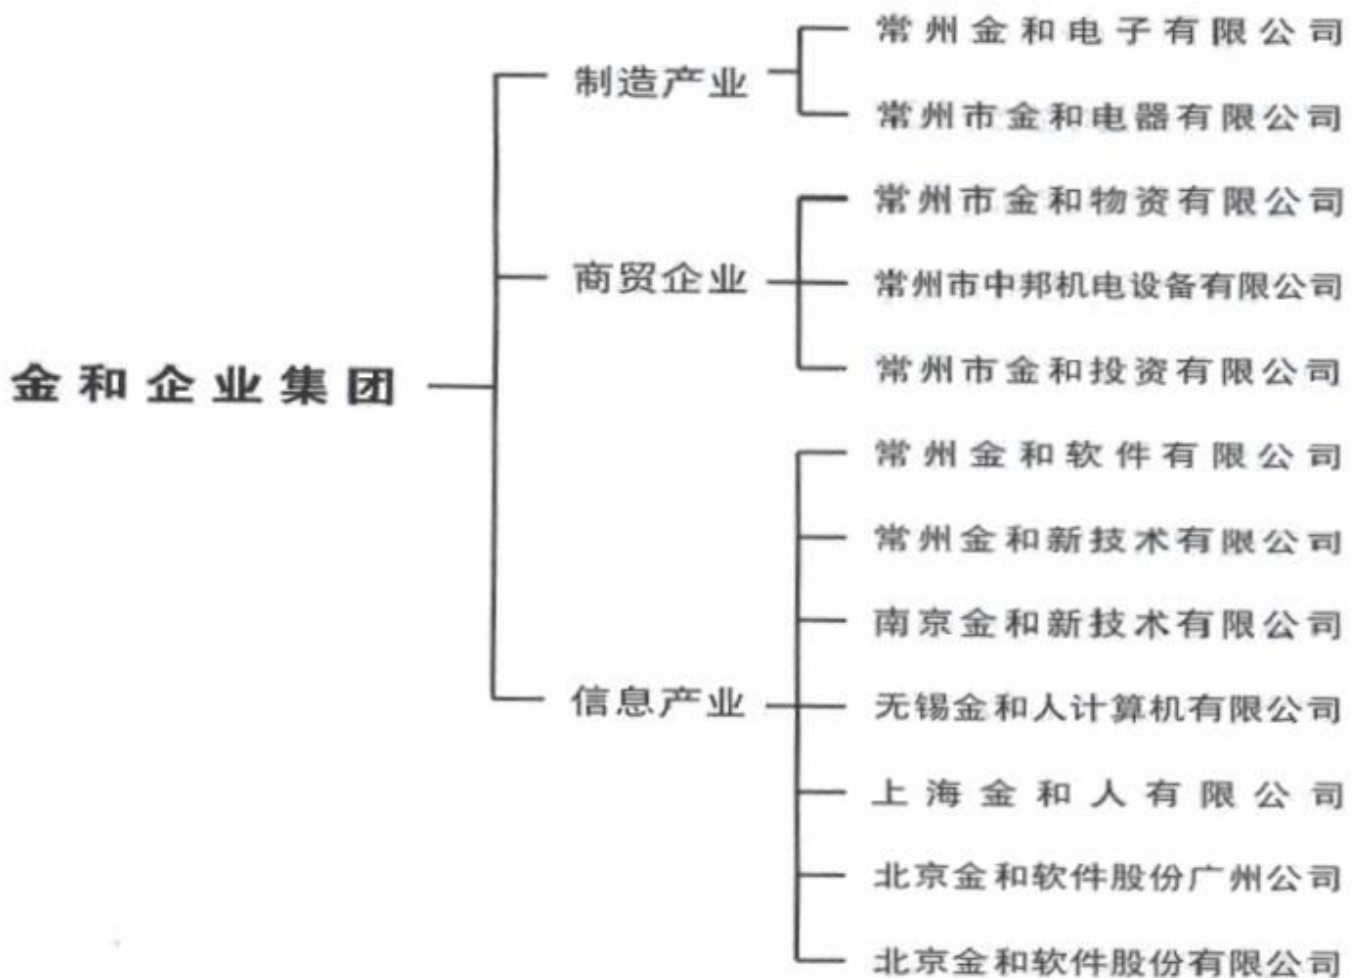 金和企业集团
制造产业
常州金和电子有限公司
常州市金和电器有限公司
商贸企业
常州市金和物资有限公司
常州市中邦机电设备有限公司
常州市金和投资有限公司
信息产业
常州金和软件有限公司
常州金和新技术有限公司
南京金和新技术有限公司
无锡金和人计算机有限公司
上海金和人有限公司
北京金和软件股份广州公司
北京金和软件股份有限公司